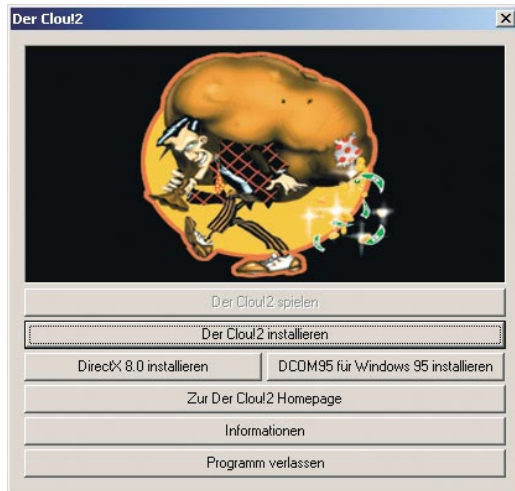 Der Clou!2
Der Clou!2 spielen
Der Clou!2 installieren
DirectX 8.0 installieren
DCOM95 für Windows 95 installieren
Zur Der Clou!2 Homepage
Informationen
Programm verlassen